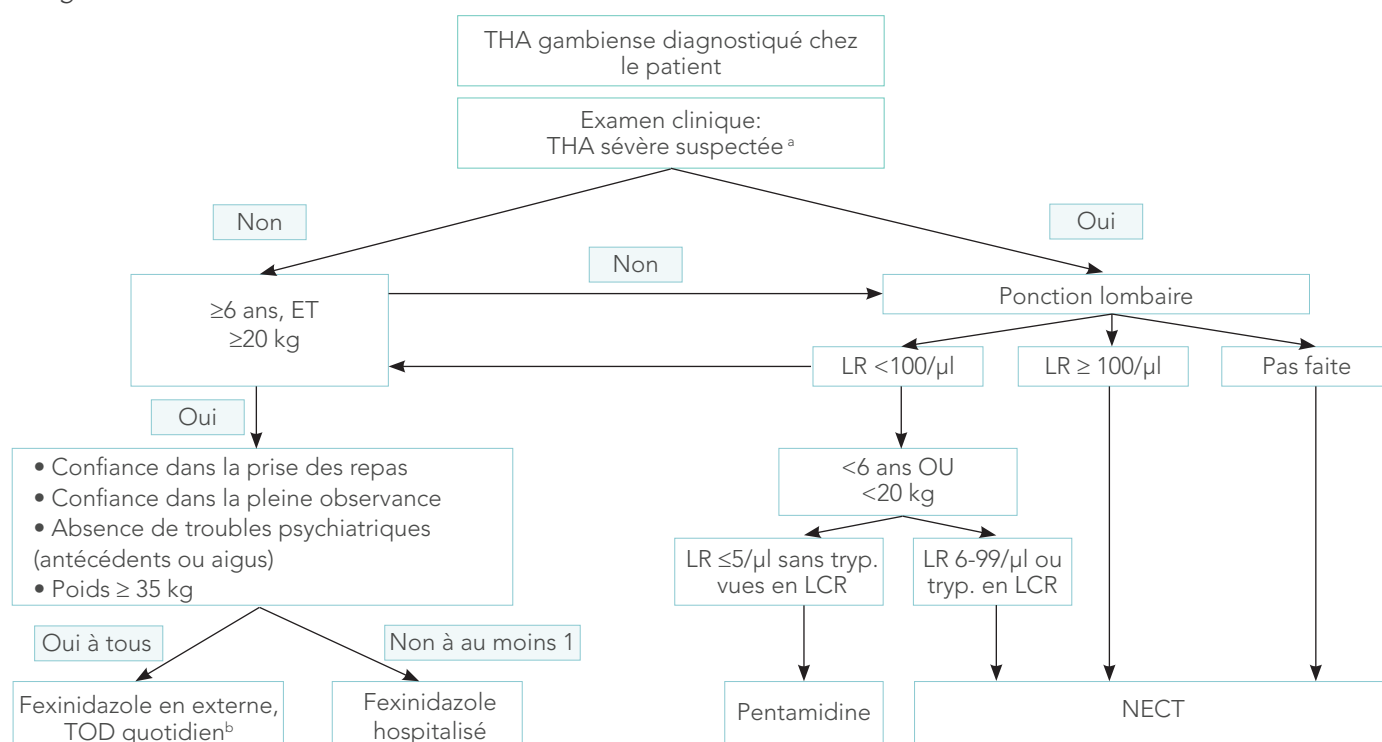 THA gambiense diagnostiqué chez
le patient
Examen clinique:
THA sévère suspectée a
Non
Oui
Non
≥6 ans, ET
≥20 kg
Ponction lombaire
LR <100/µl
LR ≥ 100/µl
Pas faite
Oui
• Confiance dans la prise des repas
• Confiance dans la pleine observance
• Absence de troubles psychiatriques
(antécédents ou aigus)
• Poids ≥ 35 kg
<6 ans OU
<20 kg
LR ≤5/µl sans tryp.
vues en LCR
LR 6-99/µl ou
tryp. en LCR
Oui à tous
Non à au moins 1
Fexinidazole en externe,
TOD quotidienb
Fexinidazole
hospitalisé
Pentamidine
NECT